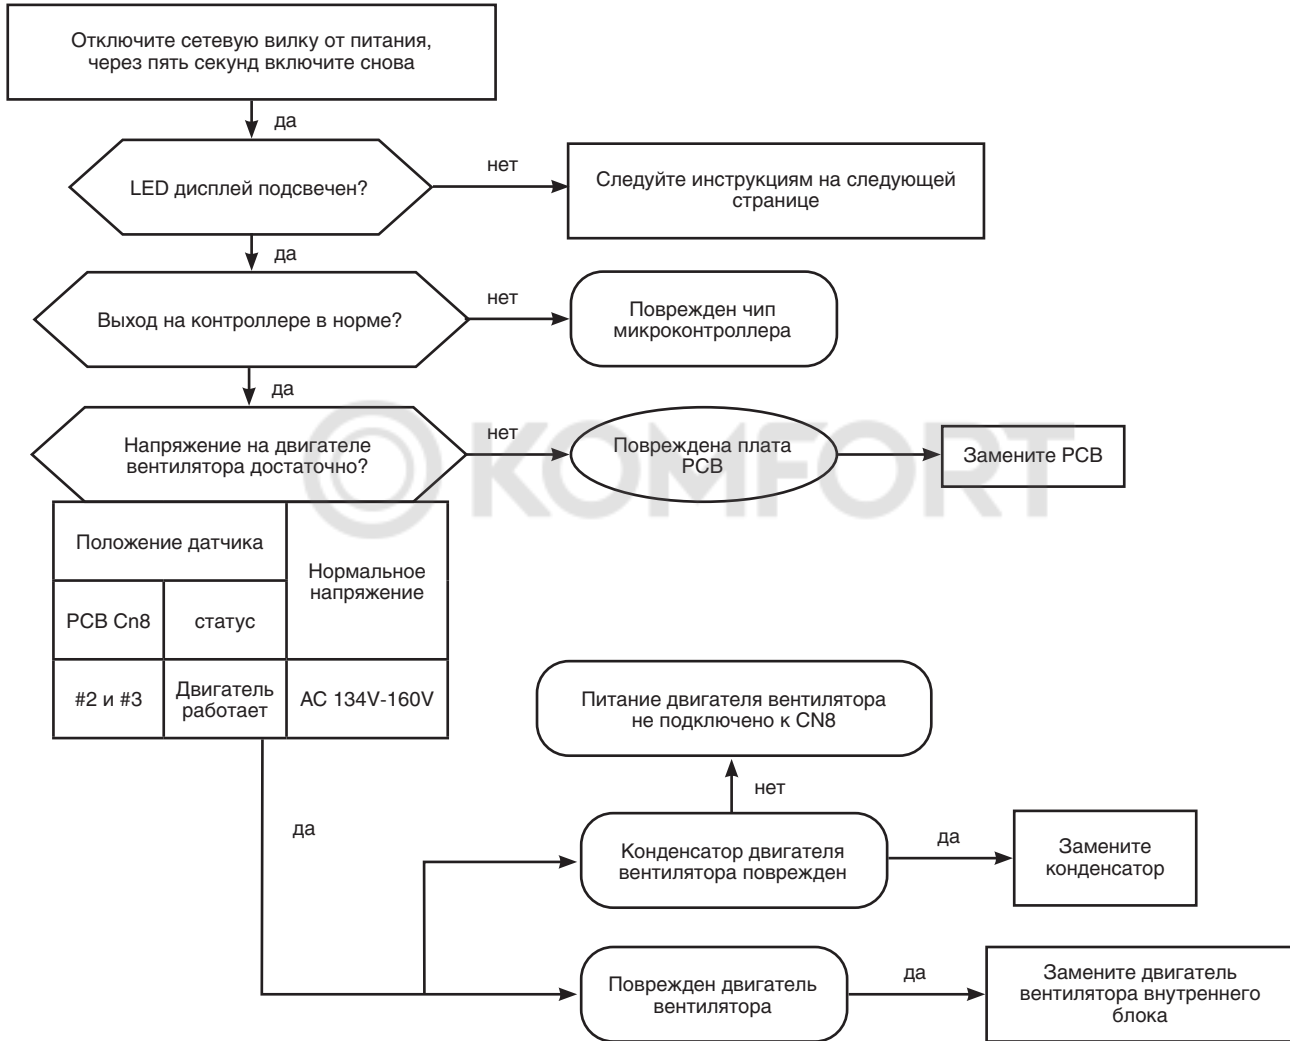 Отключите сетевую вилку от питания,
через пять секунд включите снова
да
LED дисплей подсвечен?
нет
Следуйте инструкциям на следующей
странице
да
Выход на контроллере в норме?
нет
Поврежден чип
микроконтроллера
да
Напряжение на двигателе
вентилятора достаточно?
нет
Повреждена плата
PCB
Замените PCB
KOMFORT
Положение датчика
Нормальное
напряжение
PCB Cn8
статус
#2 и #3
Двигатель
работает
AC 134V-160V
Питание двигателя вентилятора
не подключено к CN8
нет
да
Конденсатор двигателя
вентилятора поврежден
да
Замените
конденсатор
Поврежден двигатель
вентилятора
да
Замените двигатель
вентилятора внутреннего
блока